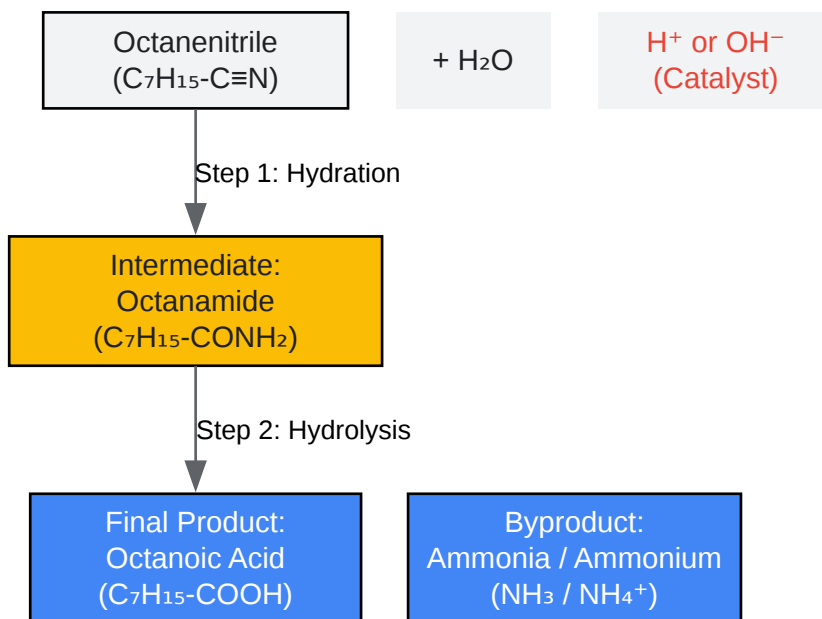 Octanenitrile
(C₇H₁₅-C≡N)
+ H₂O
H⁺ or OH⁻
(Catalyst)
Step 1: Hydration
Intermediate:
Octanamide
(C₇H₁₅-CONH₂)
Step 2: Hydrolysis
Final Product:
Octanoic Acid
(C₇H₁₅-COOH)
Byproduct:
Ammonia / Ammonium
(NH₃ / NH₄⁺)